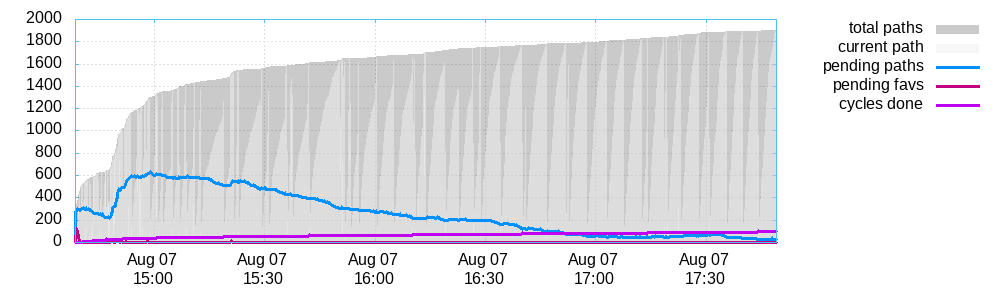 2000
1800
1600
1400
1200
1000
800
600
400
200
0
Aug 07
15:00
Aug 07
15:30
Aug 07
16:00
Aug 07
16:30
Aug 07
17:00
Aug 07
17:30
total paths
current path
pending paths
pending favs
cycles done